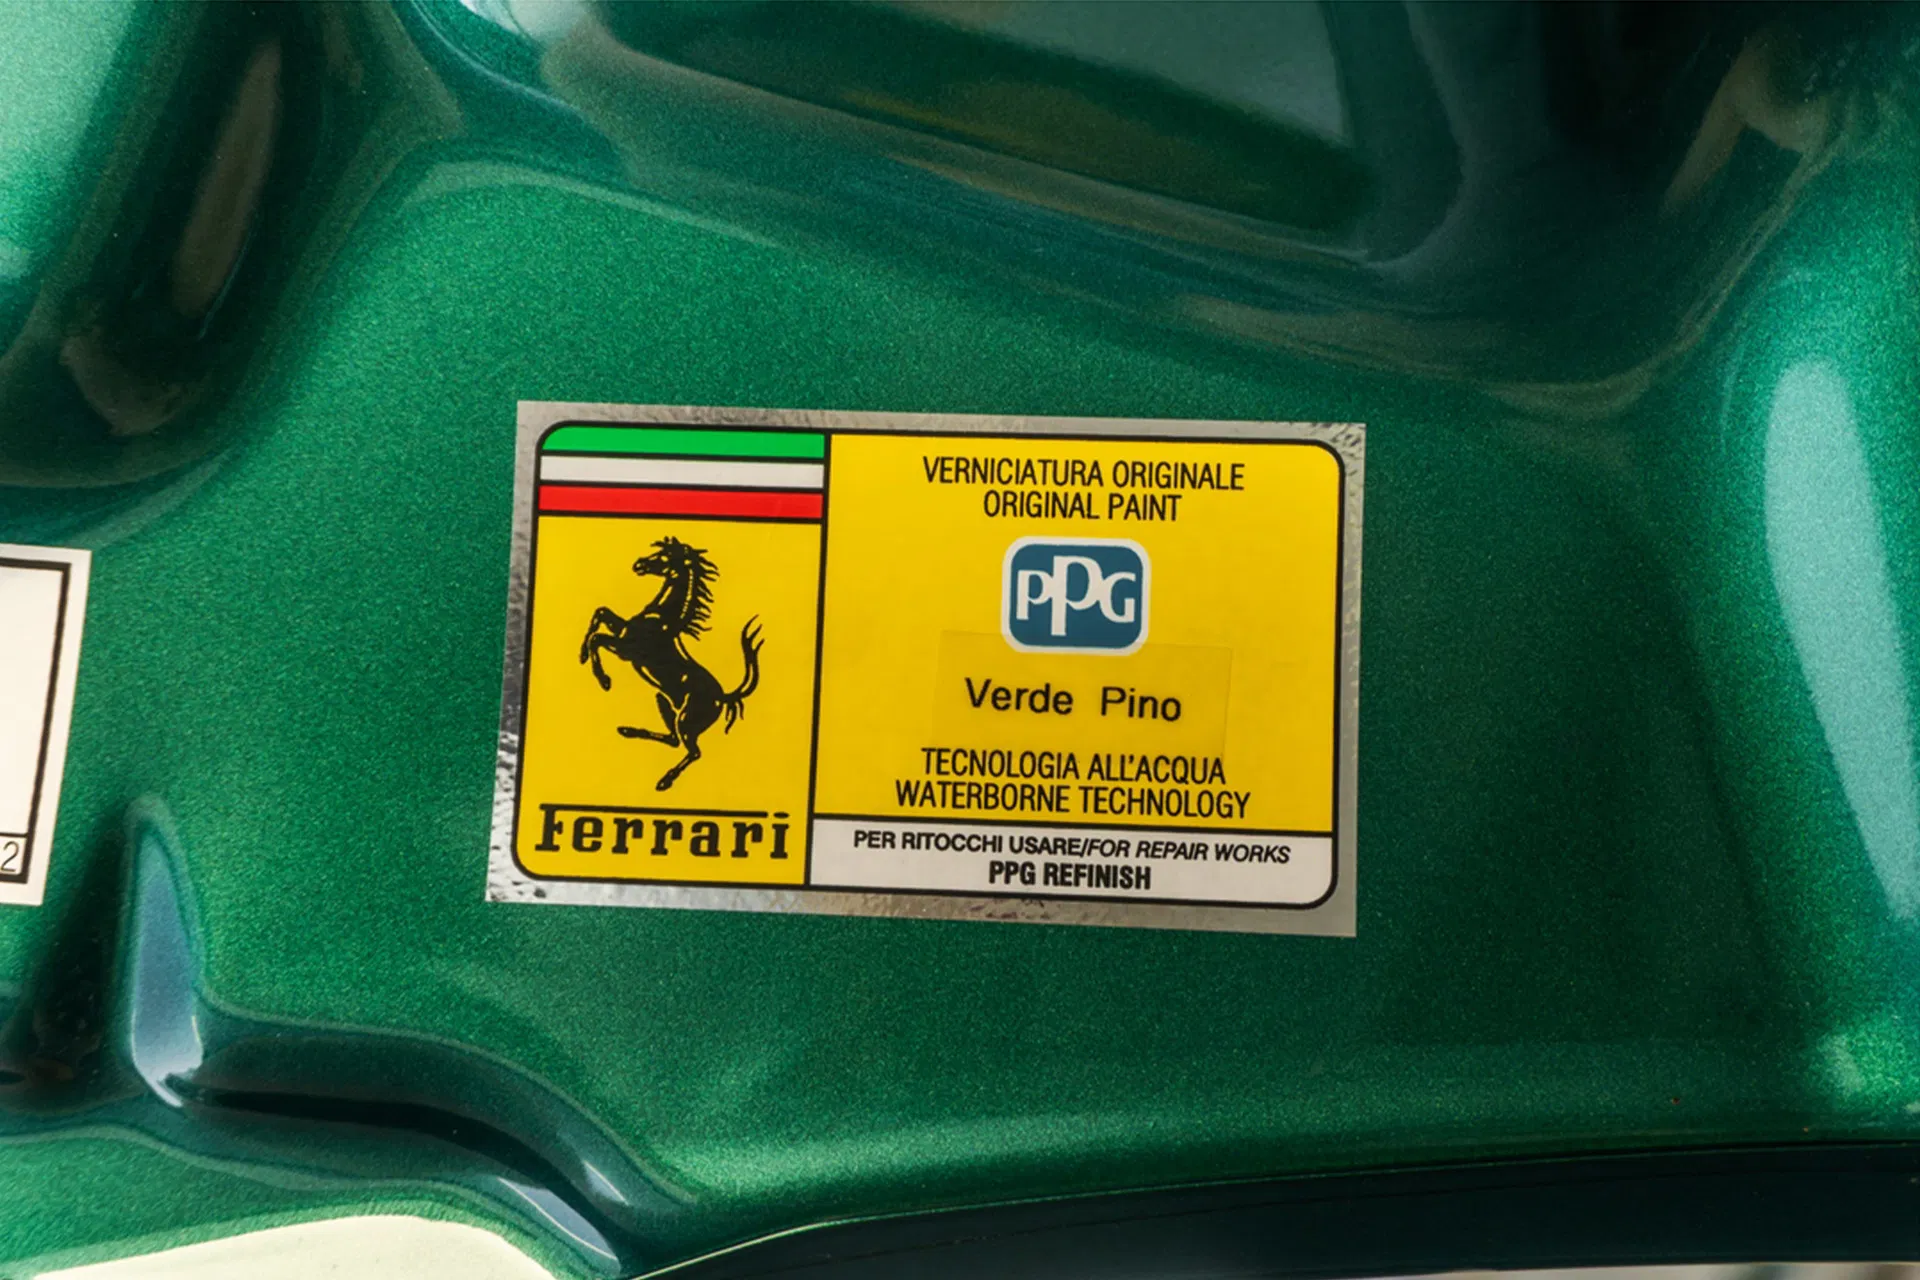 VERNICIATURA ORIGINALE
ORIGINAL PAINT
PPG
Verde Pino
TECNOLOGIA ALL'ACQUA
WATERBORNE TECHNOLOGY
Ferrari
PER RITOCCHI USARE/FOR REPAIR WORKS
PPG REFINISH
2